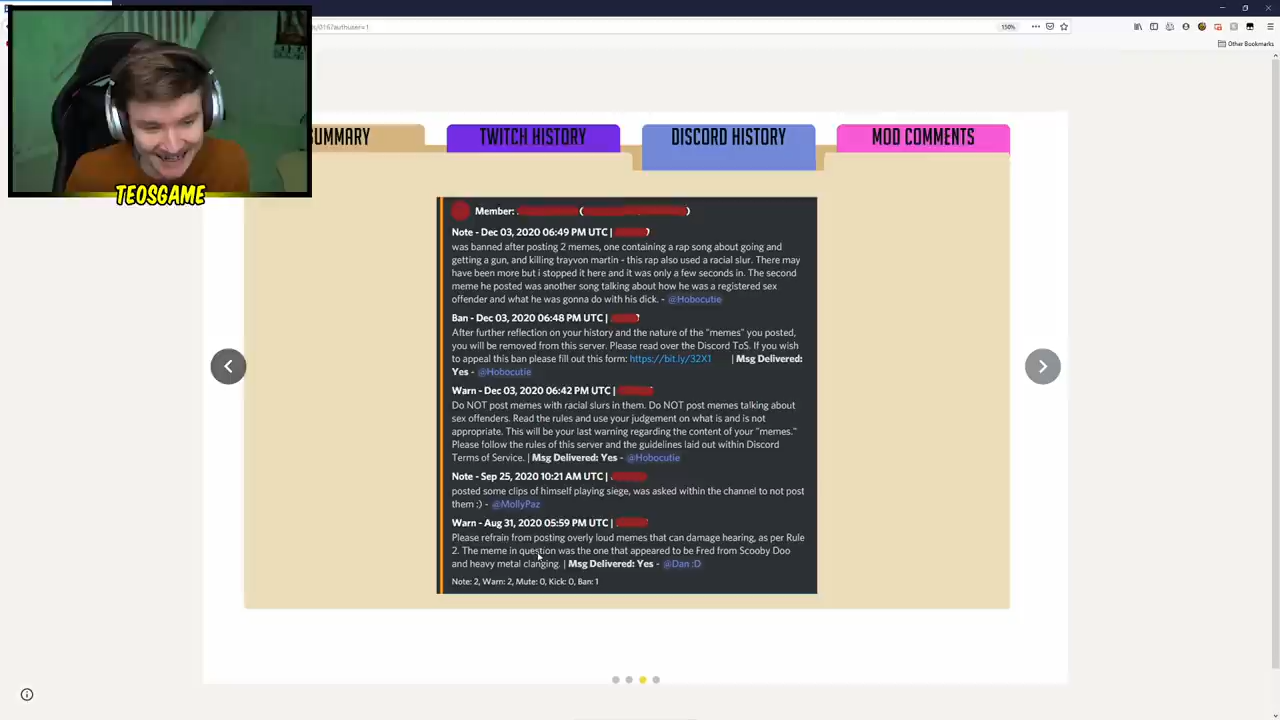 s/0167authuser=1
150%
Other Bookmarks
TEOSGAME
SUMMARY
TWITCH HISTORY
DISCORD HISTORY
MOD COMMENTS
Member: ( )
Note - Dec 03, 2020 06:49 PM UTC |
was banned after posting 2 memes, one containing a rap song about going and
getting a gun, and killing trayvon martin - this rap also used a racial slur. There may
have been more but i stopped it here and it was only a few seconds in. The second
meme he posted was another song talking about how he was a registered sex
offender and what he was gonna do with his dick. - @Hobocutie
Ban - Dec 03, 2020 06:48 PM UTC |
After further reflection on your history and the nature of the "memes" you posted,
you will be removed from this server. Please read over the Discord ToS. If you wish
to appeal this ban please fill out this form: https://bit.ly/32X1 | Msg Delivered:
Yes - @Hobocutie
Warn - Dec 03, 2020 06:42 PM UTC |
Do NOT post memes with racial slurs in them. Do NOT post memes talking about
sex offenders. Read the rules and use your judgement on what is and is not
appropriate. This will be your last warning regarding the content of your "memes."
Please follow the rules of this server and the guidelines laid out within Discord
Terms of Service. | Msg Delivered: Yes - @Hobocutie
Note - Sep 25, 2020 10:21 AM UTC |
posted some clips of himself playing siege, was asked within the channel to not post
them :) - @MollyPaz
Warn - Aug 31, 2020 05:59 PM UTC |
Please refrain from posting overly loud memes that can damage hearing, as per Rule
2. The meme in question was the one that appeared to be Fred from Scooby Doo
and heavy metal clanging. | Msg Delivered: Yes - @Dan :D
Note: 2, Warn: 2, Mute: 0, Kick: 0, Ban: 1